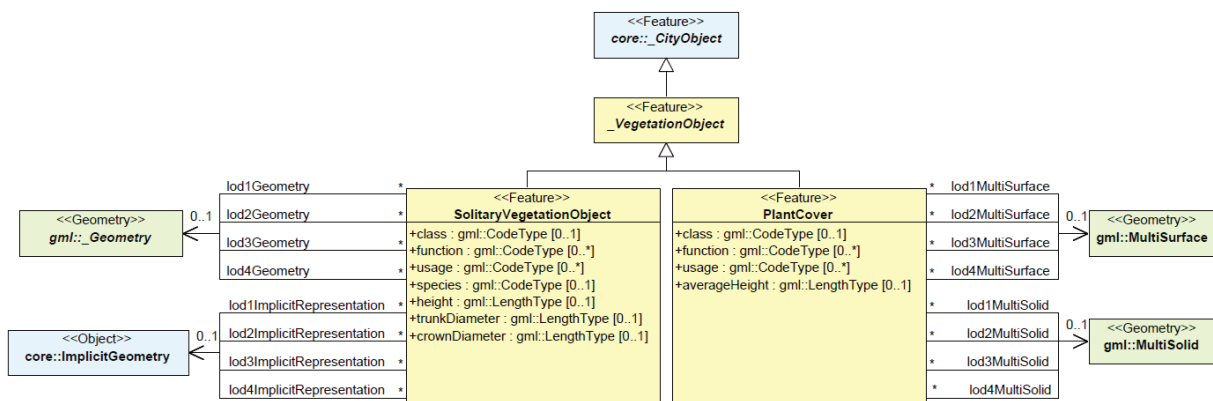 <<Feature>>
core::_CityObject
<<Feature>>
_VegetationObject
lod1Geometry *
lod2Geometry *
lod3Geometry *
lod4Geometry *
0..1
<<Geometry>>
gml::_Geometry
lod1ImplicitRepresentation *
lod2ImplicitRepresentation *
lod3ImplicitRepresentation *
lod4ImplicitRepresentation *
0..1
<<Object>>
core::ImplicitGeometry
<<Feature>>
SolitaryVegetationObject
+class : gml::CodeType [0..1]
+function : gml::CodeType [0..*]
+usage : gml::CodeType [0..*]
+species : gml::CodeType [0..1]
+height : gml::LengthType [0..1]
+trunkDiameter : gml::LengthType [0..1]
+crownDiameter : gml::LengthType [0..1]
<<Feature>>
PlantCover
+class : gml::CodeType [0..1]
+function : gml::CodeType [0..*]
+usage : gml::CodeType [0..*]
+averageHeight : gml::LengthType [0..1]
* lod1MultiSurface
* lod2MultiSurface
* lod3MultiSurface
* lod4MultiSurface
0..1
<<Geometry>>
gml::MultiSurface
* lod1MultiSolid
* lod2MultiSolid
* lod3MultiSolid
* lod4MultiSolid
0..1
<<Geometry>>
gml::MultiSolid